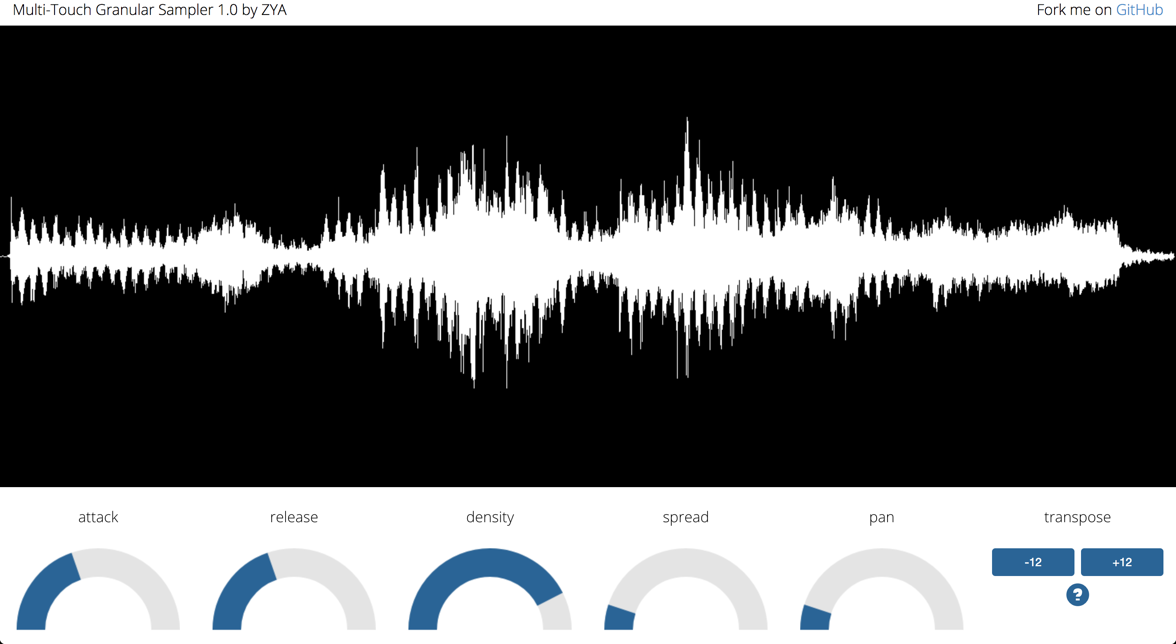 Multi-Touch Granular Sampler 1.0 by ZYA
Fork me on GitHub
attack
release
density
spread
pan
transpose
-12
+12
?